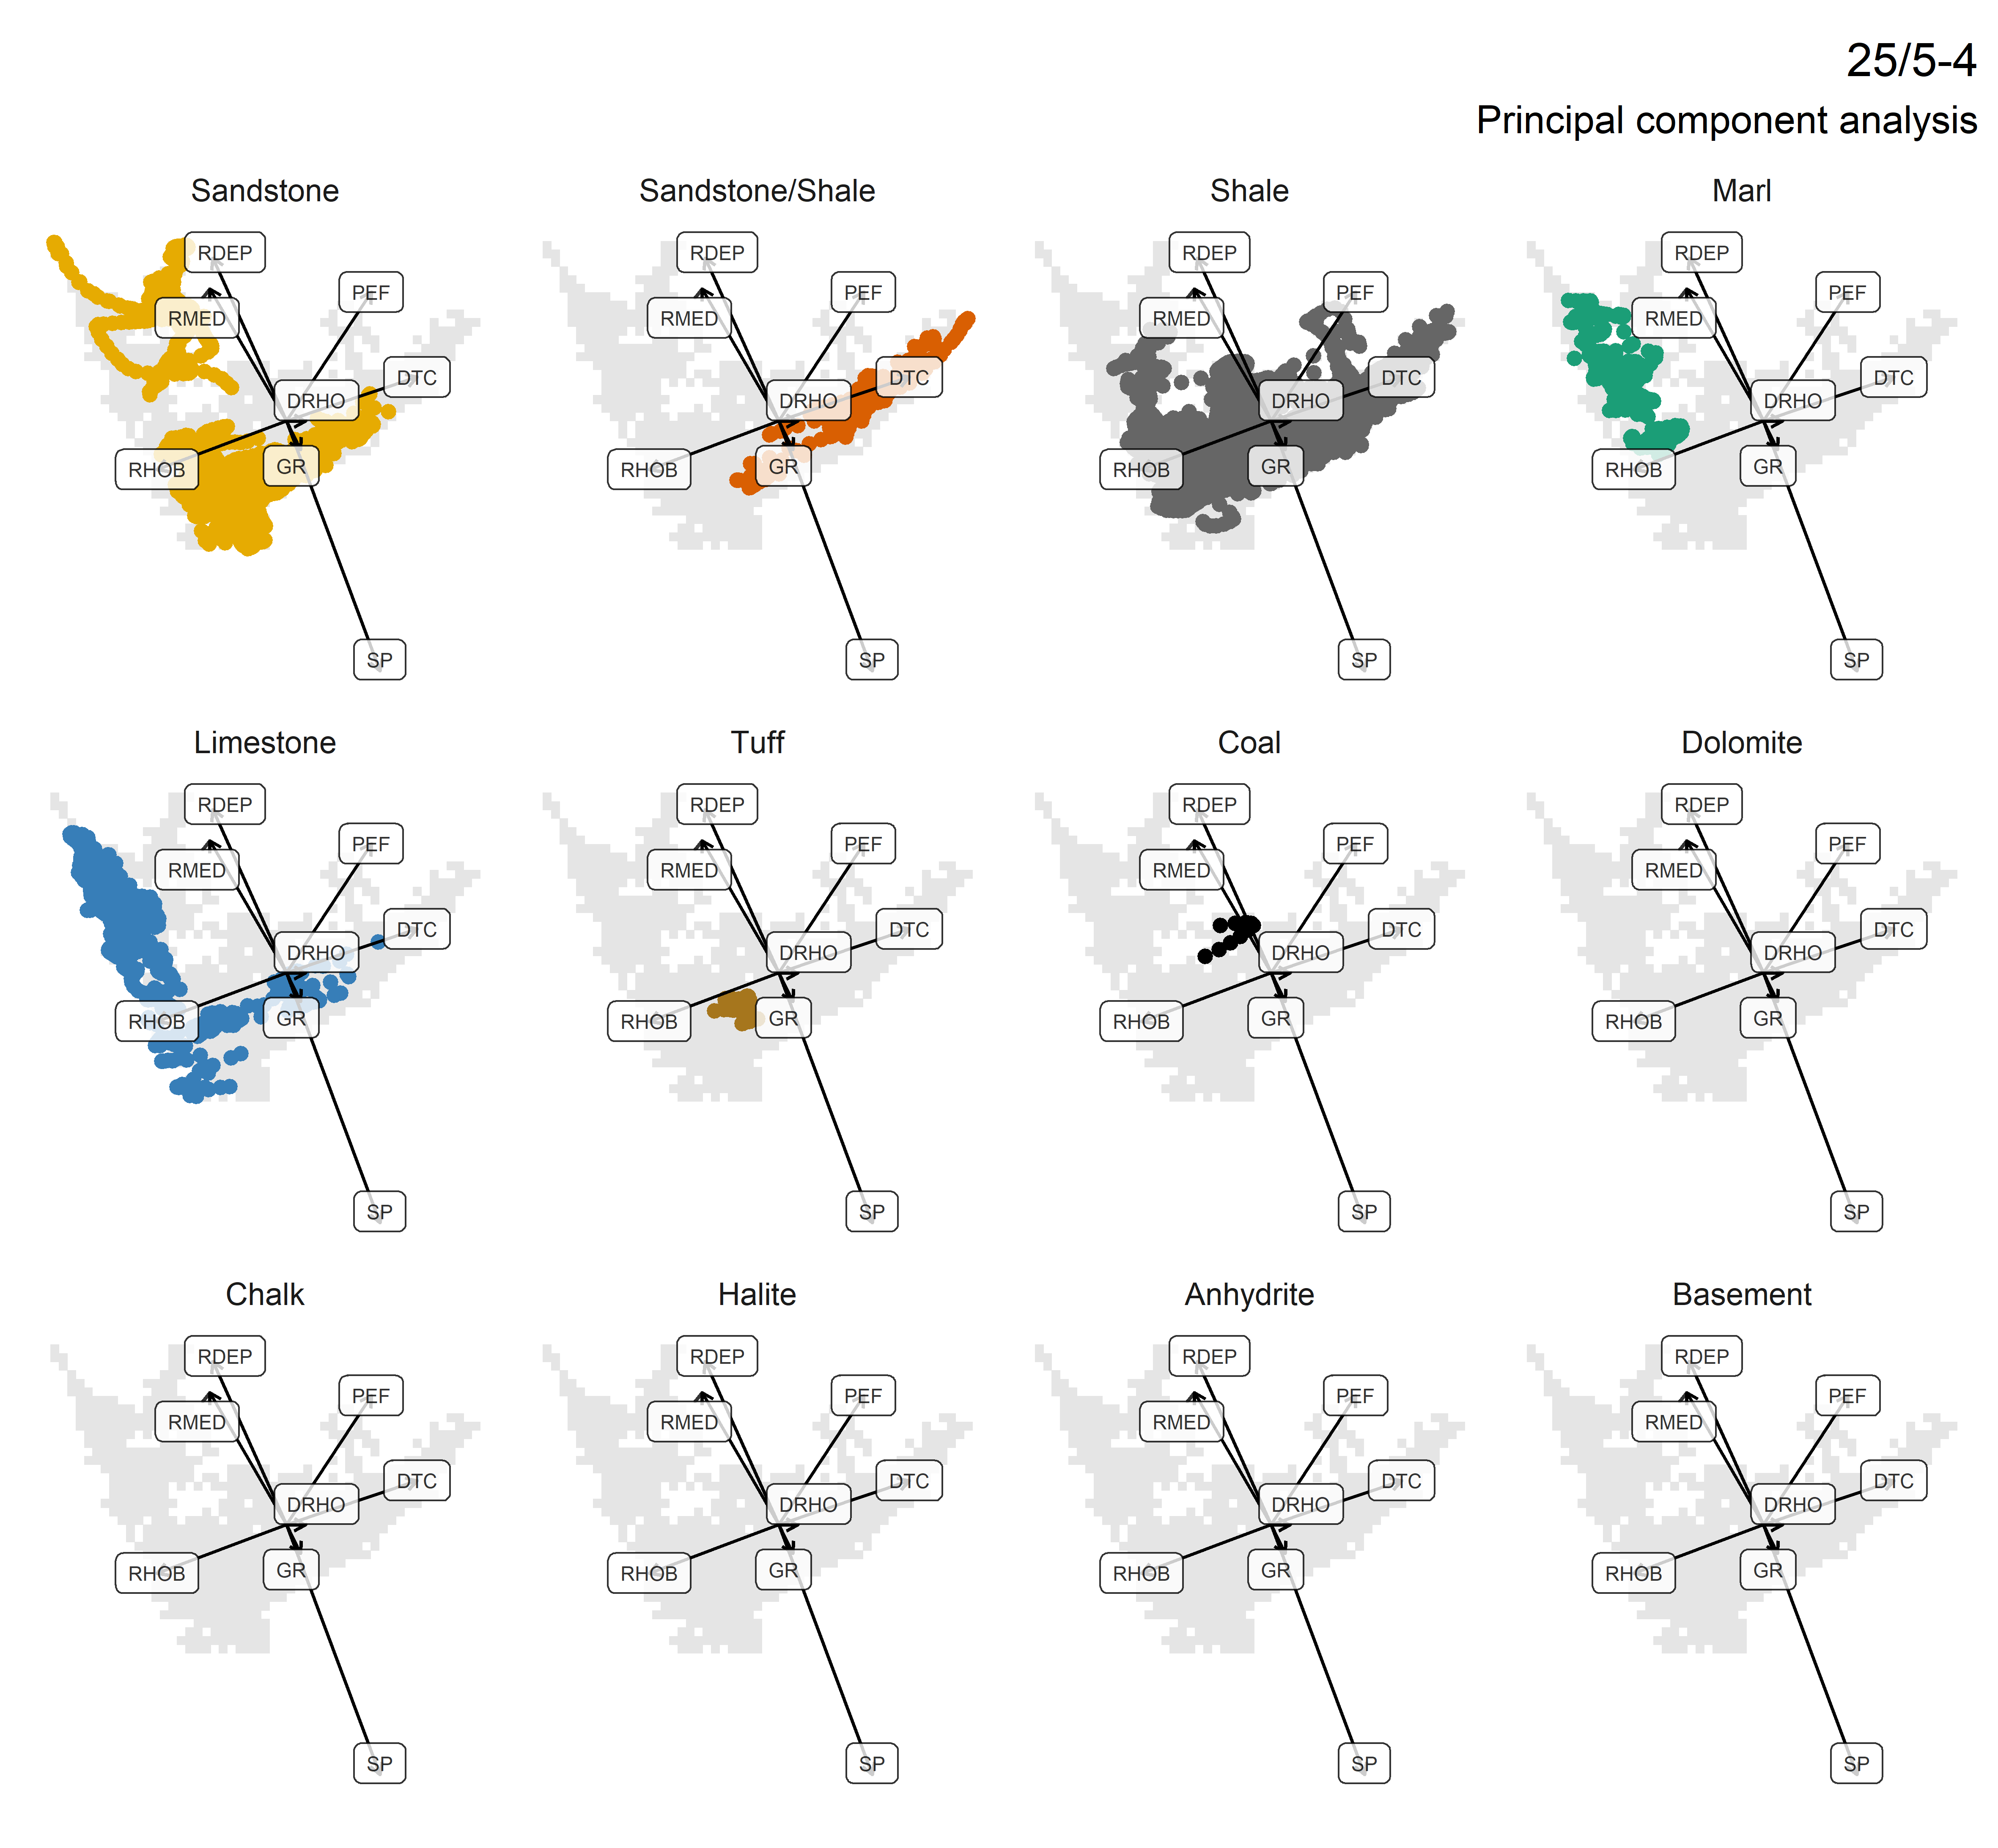 25/5-4
Principal component analysis
Sandstone
RDEP
PEF
RMED
DTC
DRHO
RHOB
GR
SP
Sandstone/Shale
RDEP
PEF
RMED
DTC
DRHO
RHOB
GR
SP
Shale
RDEP
PEF
RMED
DTC
DRHO
RHOB
GR
SP
Marl
RDEP
PEF
RMED
DTC
DRHO
RHOB
GR
SP
Limestone
RDEP
PEF
RMED
DTC
DRHO
RHOB
GR
SP
Tuff
RDEP
PEF
RMED
DTC
DRHO
RHOB
GR
SP
Coal
RDEP
PEF
RMED
DTC
DRHO
RHOB
GR
SP
Dolomite
RDEP
PEF
RMED
DTC
DRHO
RHOB
GR
SP
Chalk
RDEP
PEF
RMED
DTC
DRHO
RHOB
GR
SP
Halite
RDEP
PEF
RMED
DTC
DRHO
RHOB
GR
SP
Anhydrite
RDEP
PEF
RMED
DTC
DRHO
RHOB
GR
SP
Basement
RDEP
PEF
RMED
DTC
DRHO
RHOB
GR
SP